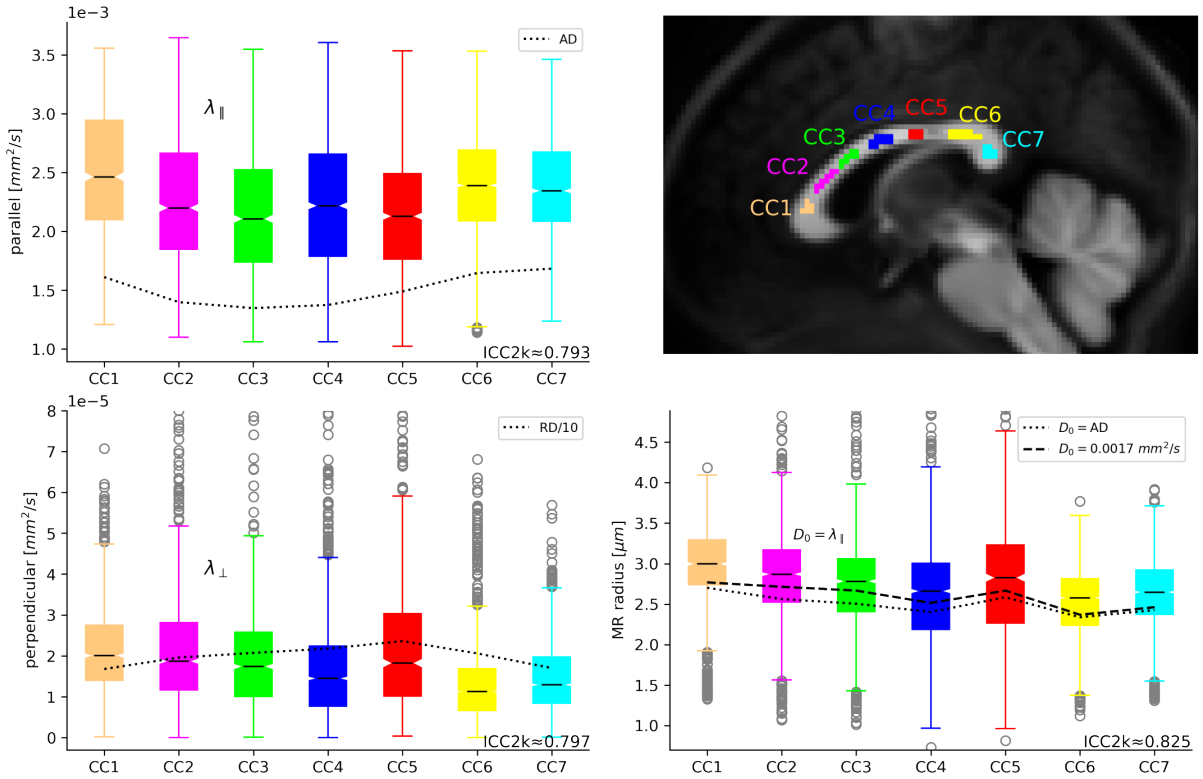 1e−3
3.5
3.0
2.5
2.0
1.5
1.0
parallel [mm²/s]
λ∥
AD
ICC2k≈0.793
CC1 CC2 CC3 CC4 CC5 CC6 CC7
CC5
CC4 CC6
CC3 CC7
CC2
CC1
1e−5
8
7
6
5
4
3
2
1
0
perpendicular [mm²/s]
λ⊥
RD/10
ICC2k≈0.797
CC1 CC2 CC3 CC4 CC5 CC6 CC7
4.5
4.0
3.5
3.0
2.5
2.0
1.5
1.0
MR radius [μm]
D₀ = AD
D₀ = 0.0017 mm²/s
D₀ = λ∥
ICC2k≈0.825
CC1 CC2 CC3 CC4 CC5 CC6 CC7